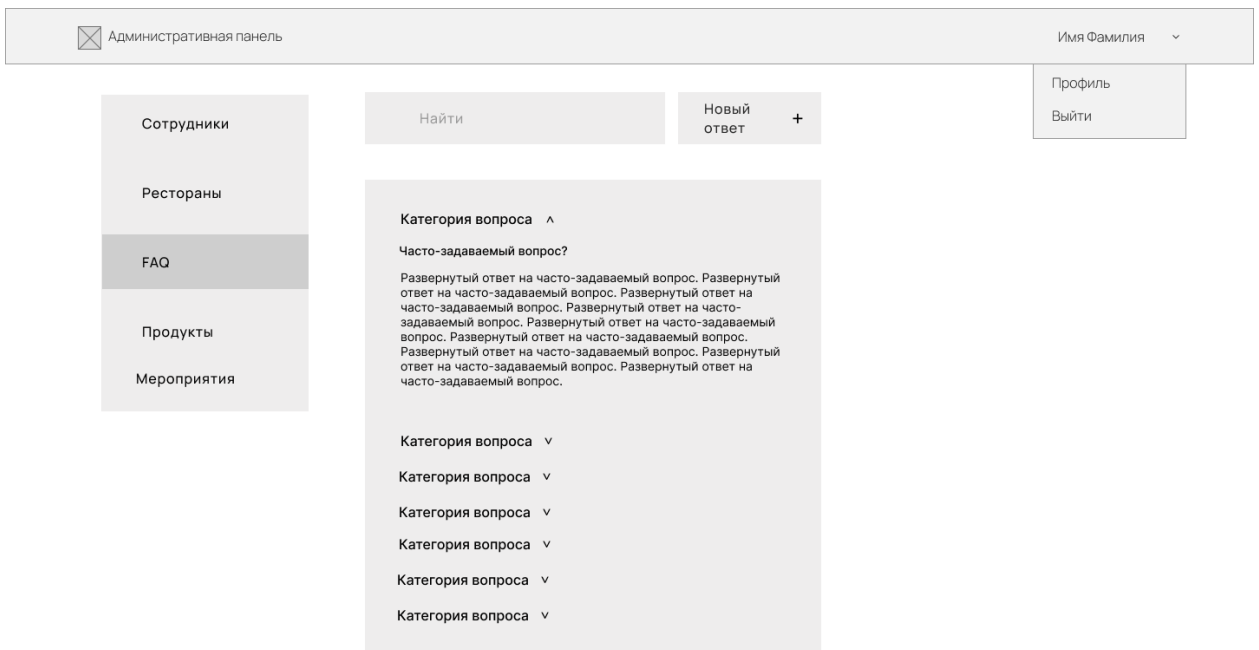 Административная панель
Имя Фамилия
Профиль
Выйти
Сотрудники
Рестораны
FAQ
Продукты
Мероприятия
Найти
Новый
ответ +
Категория вопроса
Часто-задаваемый вопрос?
Развернутый ответ на часто-задаваемый вопрос. Развернутый
ответ на часто-задаваемый вопрос. Развернутый ответ на
часто-задаваемый вопрос. Развернутый ответ на часто-
задаваемый вопрос. Развернутый ответ на часто-задаваемый
вопрос. Развернутый ответ на часто-задаваемый вопрос.
Развернутый ответ на часто-задаваемый вопрос. Развернутый
ответ на часто-задаваемый вопрос. Развернутый ответ на
часто-задаваемый вопрос.
Категория вопроса
Категория вопроса
Категория вопроса
Категория вопроса
Категория вопроса
Категория вопроса